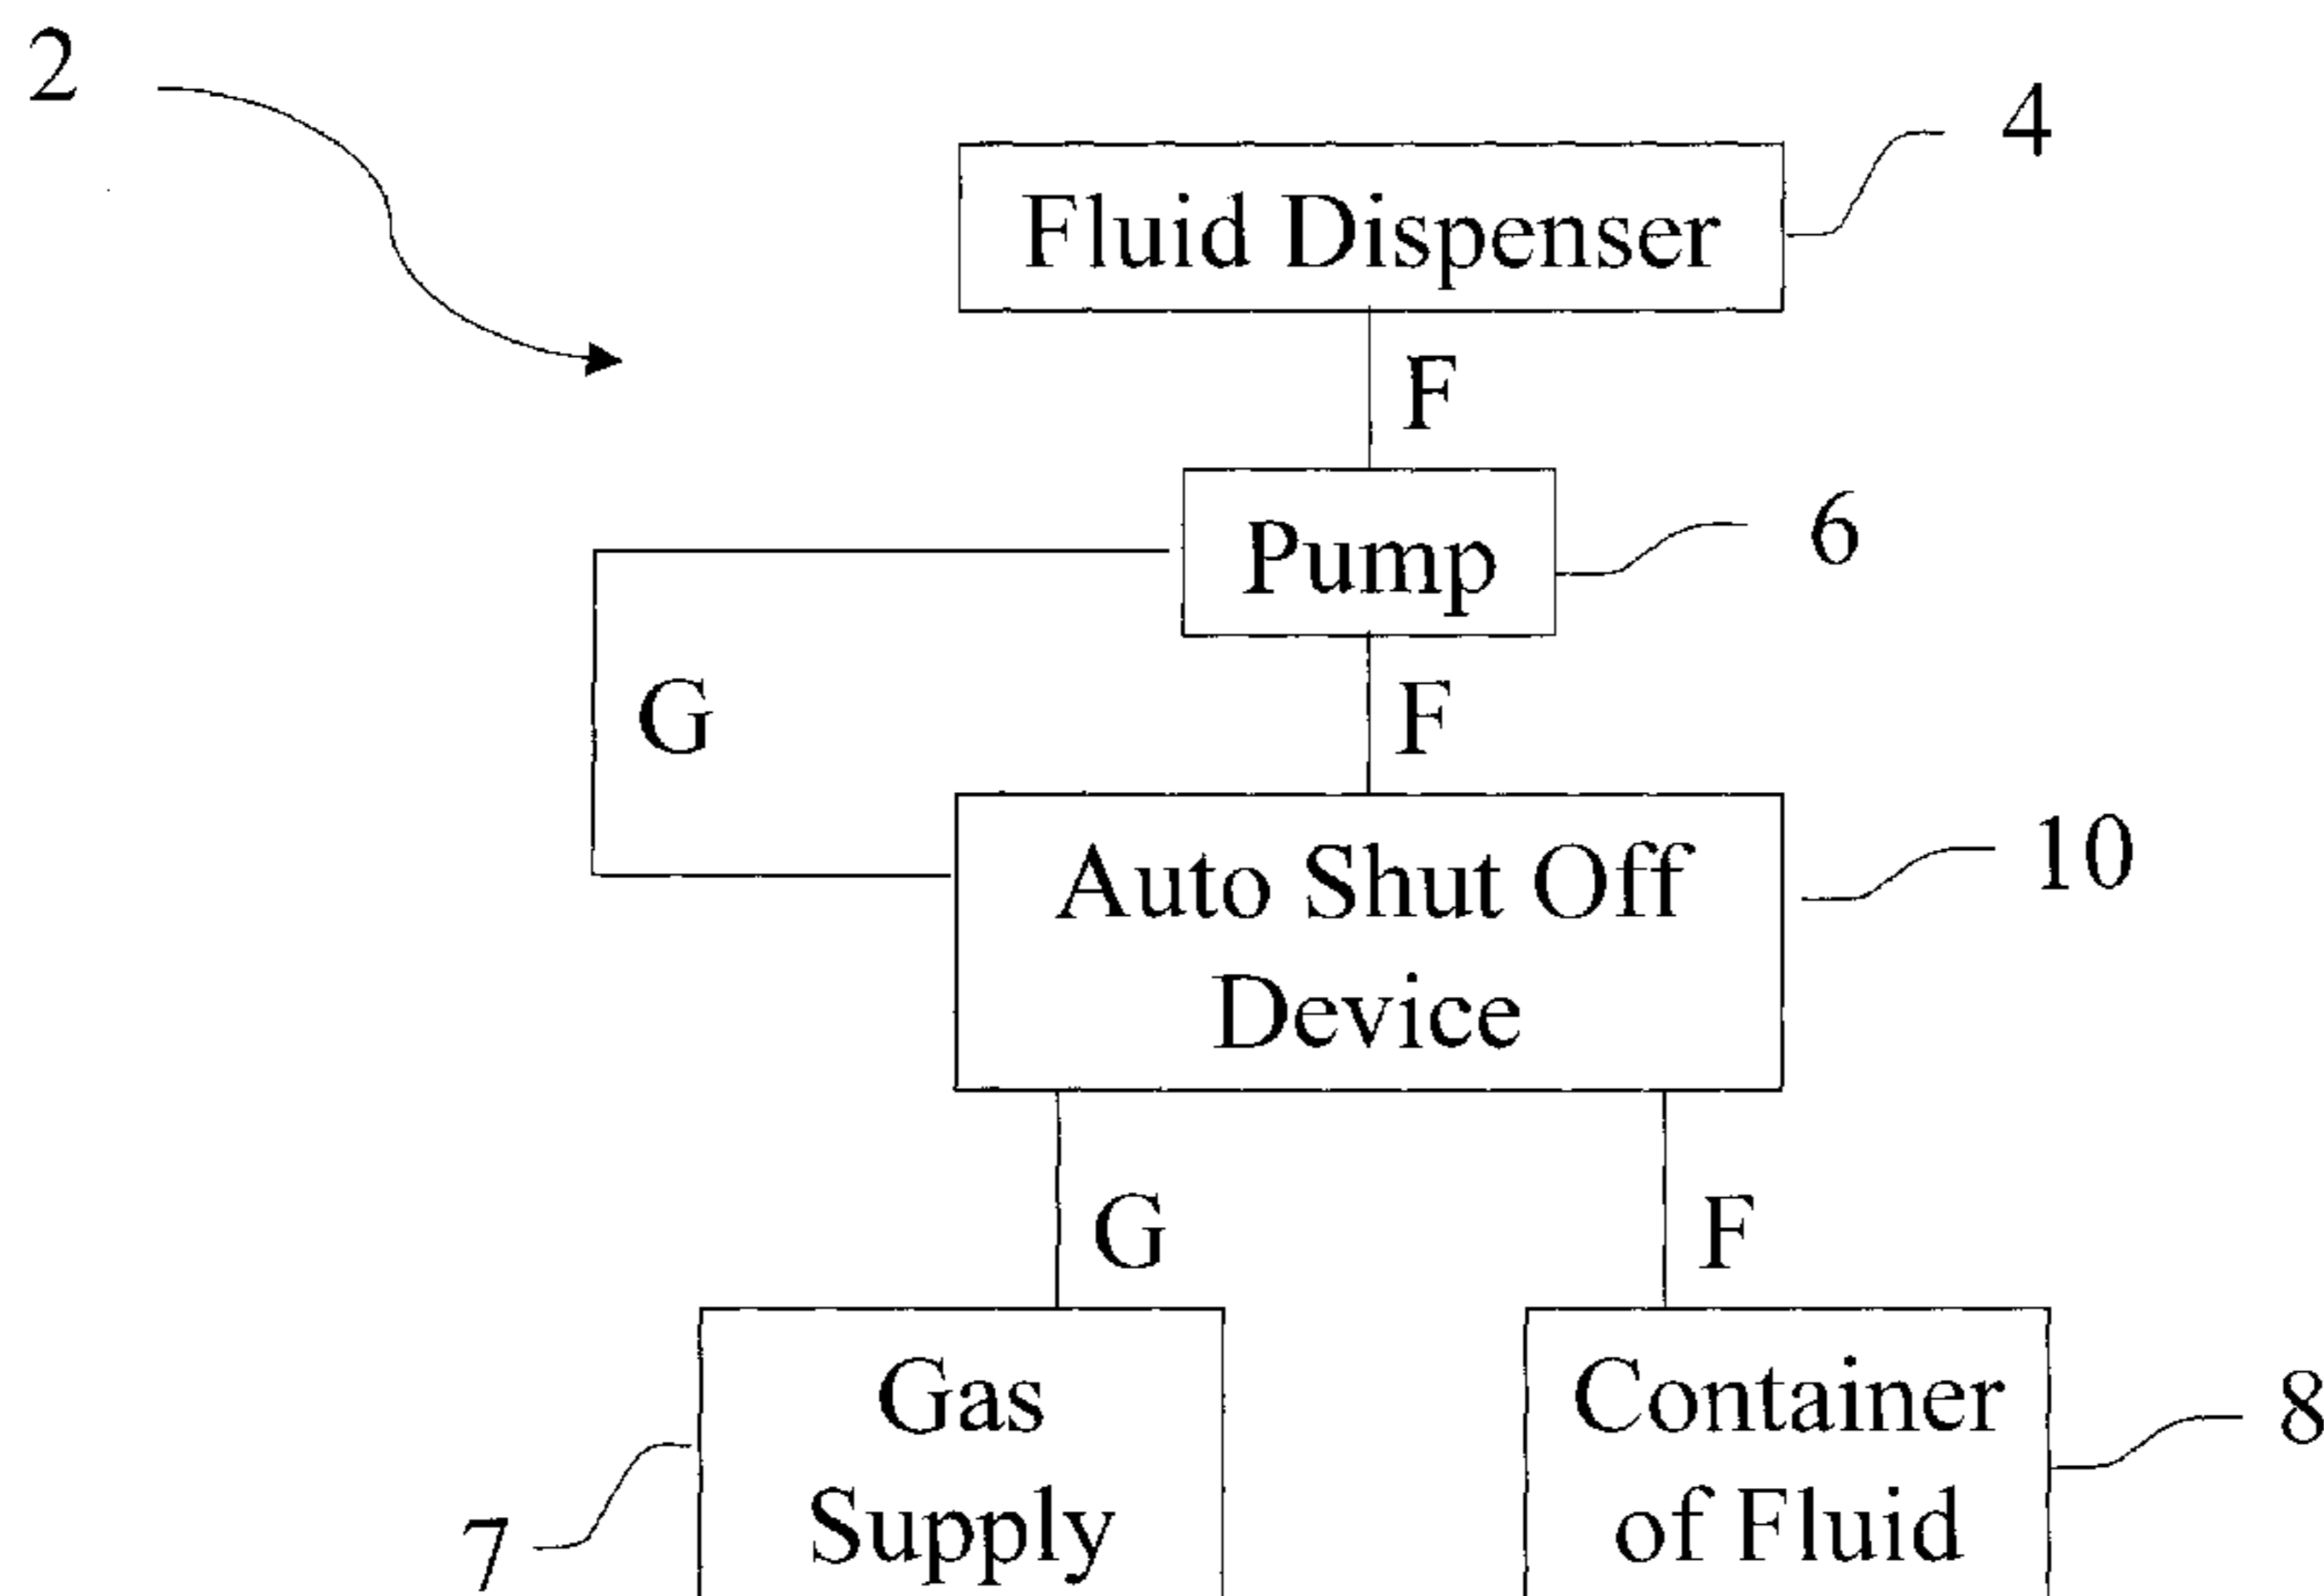 2
4
Fluid Dispenser
F
6
Pump
G
F
10
Auto Shut Off
Device
G
F
Gas
Supply
7
Container
of Fluid
8